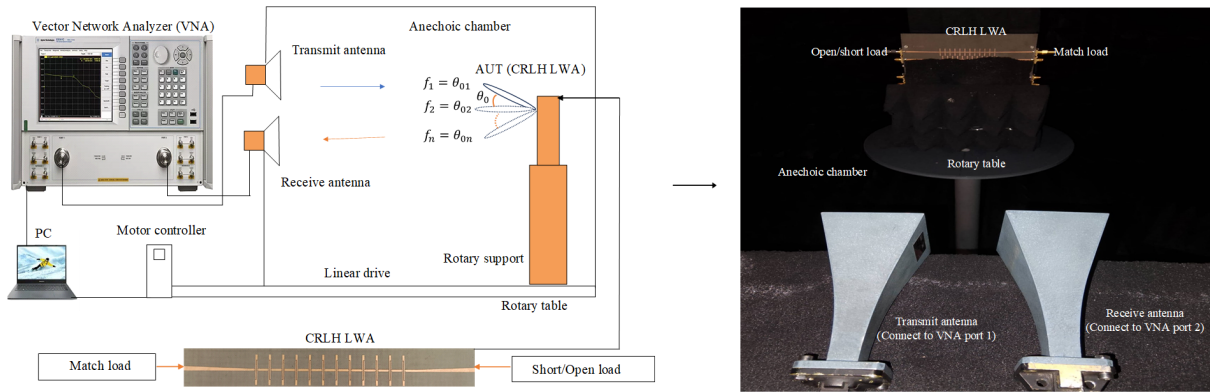 Vector Network Analyzer (VNA)
Anechoic chamber
Transmit antenna
AUT (CRLH LWA)
f₁ = θ₀₁
θ₀
f₂ = θ₀₂
fₙ = θ₀ₙ
Receive antenna
PC
Motor controller
Rotary support
Linear drive
Rotary table
CRLH LWA
Match load
Short/Open load
CRLH LWA
Open/short load
Match load
Rotary table
Anechoic chamber
Transmit antenna
(Connect to VNA port 1)
Receive antenna
(Connect to VNA port 2)